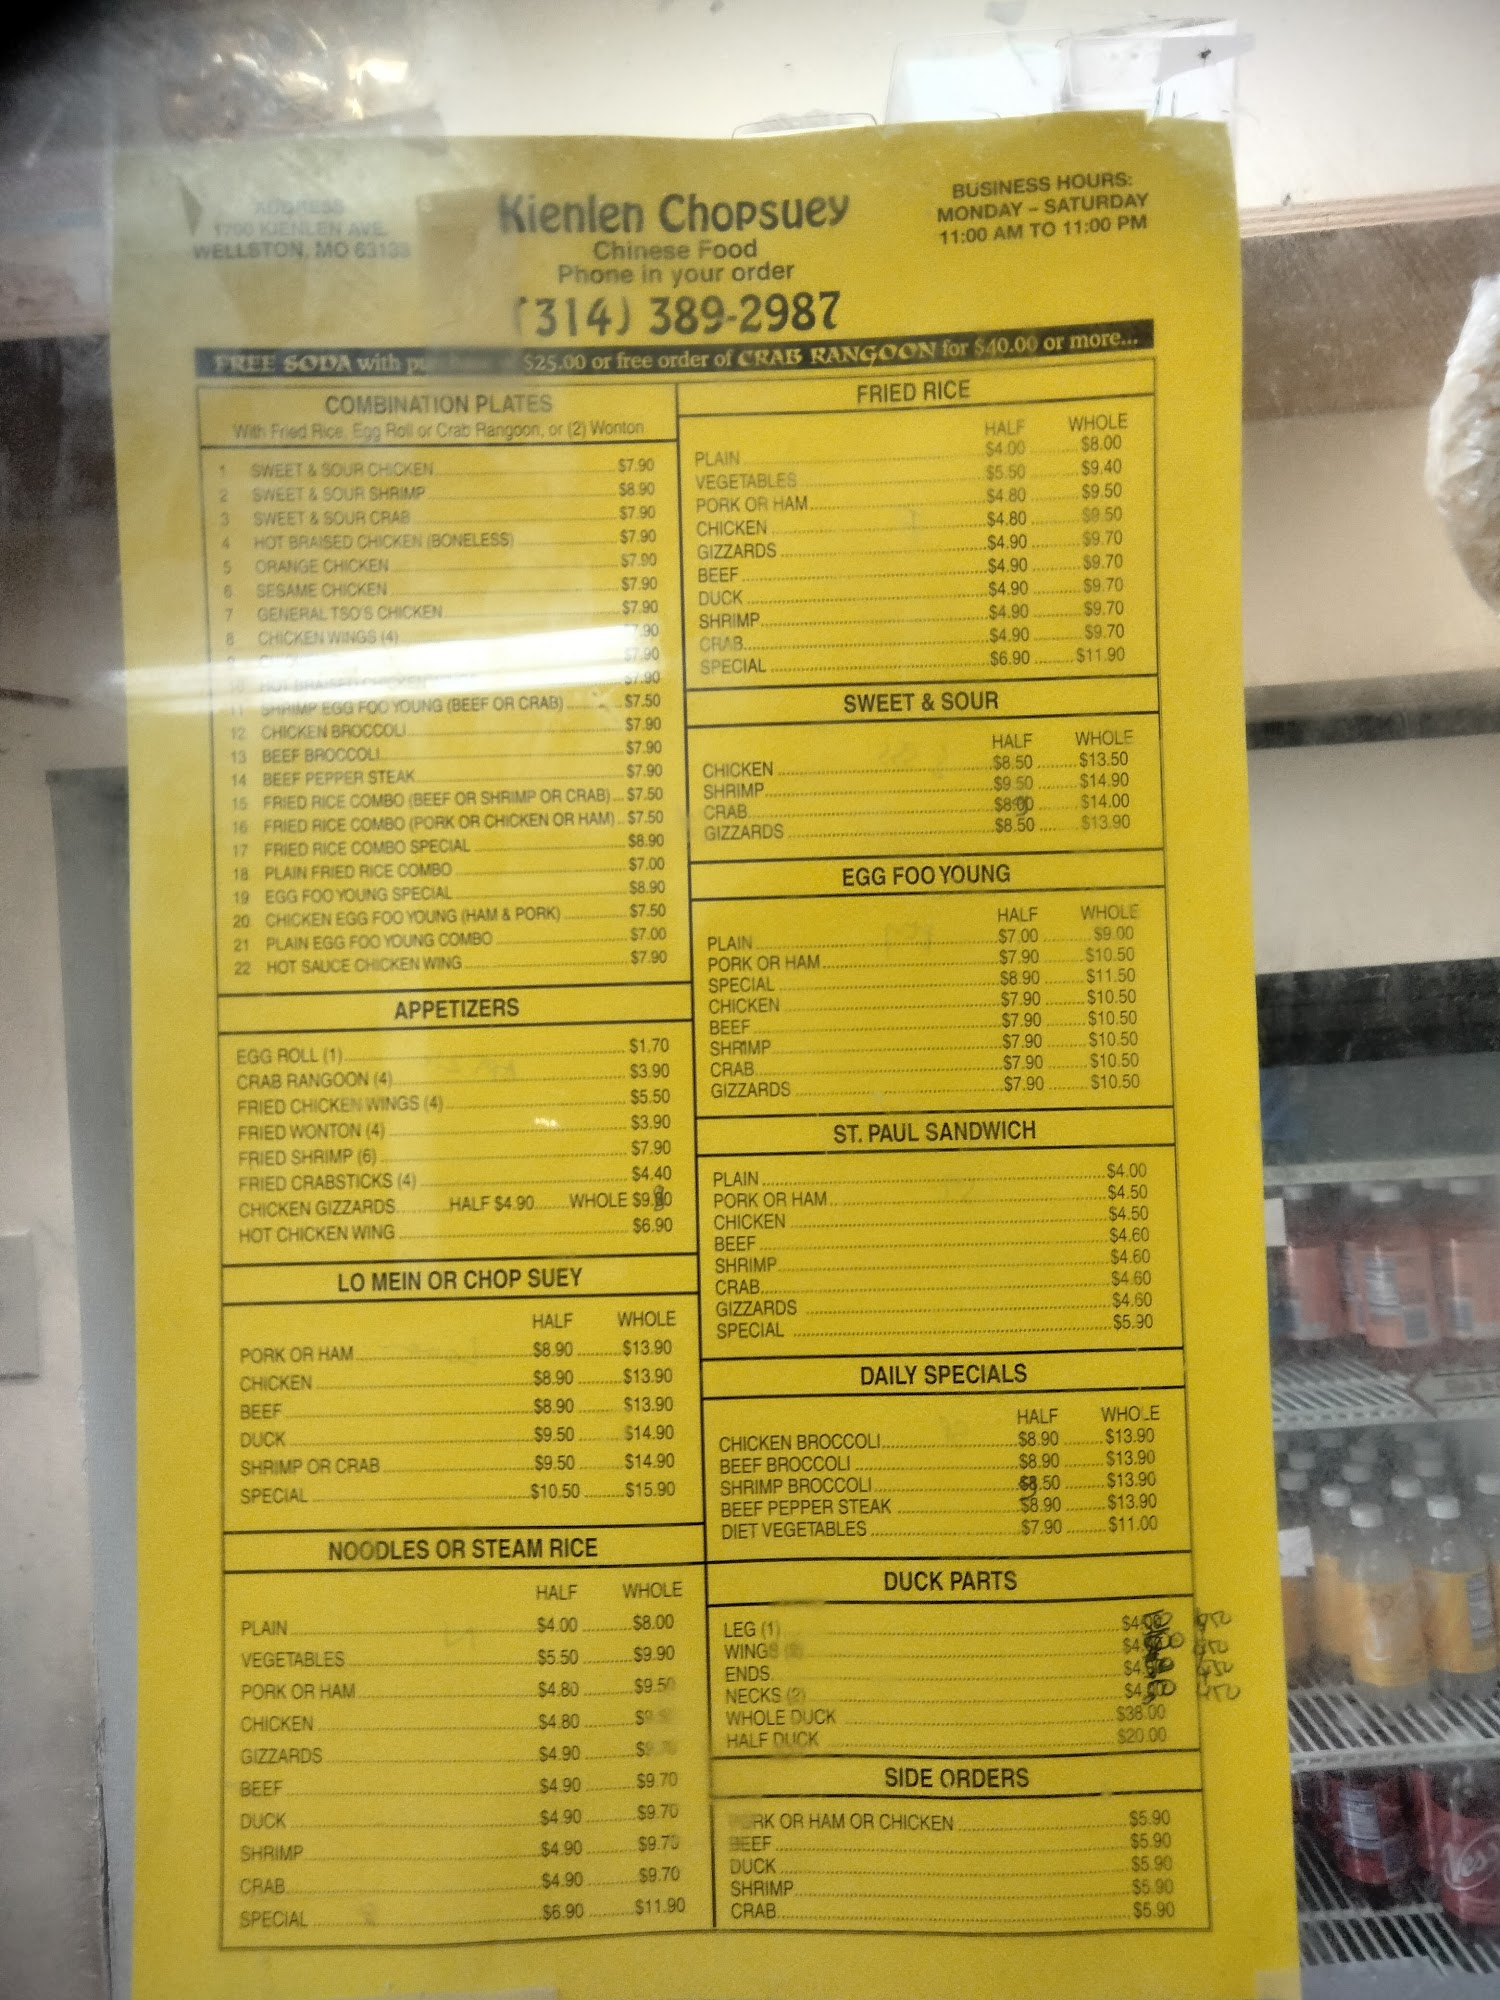 ADDRESS
1700 KIENLEN AVE.
WELLSTON, MO 63133
Kienlen Chopsuey
Chinese Food
Phone in your order
(314) 389-2987
BUSINESS HOURS:
MONDAY – SATURDAY
11:00 AM TO 11:00 PM
FREE SODA with $25.00 or free order of CRAB RANGOON for $40.00 or more...
COMBINATION PLATES
With Fried Rice, Egg Roll or Crab Rangoon, or (2) Wonton
1 SWEET & SOUR CHICKEN $7.90
2 SWEET & SOUR SHRIMP $8.90
3 SWEET & SOUR CRAB $7.90
4 HOT BRAISED CHICKEN (BONELESS) $7.90
5 ORANGE CHICKEN $7.90
6 SESAME CHICKEN $7.90
7 GENERAL TSO'S CHICKEN $7.90
8 CHICKEN WINGS (4) $7.90
9 $7.90
10 HOT BRAISED CHICKEN $7.90
11 SHRIMP EGG FOO YOUNG (BEEF OR CRAB) $7.50
12 CHICKEN BROCCOLI $7.90
13 BEEF BROCCOLI $7.90
14 BEEF PEPPER STEAK $7.90
15 FRIED RICE COMBO (BEEF OR SHRIMP OR CRAB) $7.50
16 FRIED RICE COMBO (PORK OR CHICKEN OR HAM) $7.50
17 FRIED RICE COMBO SPECIAL $8.90
18 PLAIN FRIED RICE COMBO $7.00
19 EGG FOO YOUNG SPECIAL $8.90
20 CHICKEN EGG FOO YOUNG (HAM & PORK) $7.50
21 PLAIN EGG FOO YOUNG COMBO $7.00
22 HOT SAUCE CHICKEN WING $7.90
APPETIZERS
EGG ROLL (1) $1.70
CRAB RANGOON (4) $3.90
FRIED CHICKEN WINGS (4) $5.50
FRIED WONTON (4) $3.90
FRIED SHRIMP (6) $7.90
FRIED CRABSTICKS (4) $4.40
CHICKEN GIZZARDS HALF $4.90 WHOLE
HOT CHICKEN WING $6.90
LO MEIN OR CHOP SUEY
HALF WHOLE
PORK OR HAM $8.90 $13.90
CHICKEN $8.90 $13.90
BEEF $8.90 $13.90
DUCK $9.50 $14.90
SHRIMP OR CRAB $9.50 $14.90
SPECIAL $10.50 $15.90
NOODLES OR STEAM RICE
HALF WHOLE
PLAIN $4.00 $8.00
VEGETABLES $5.50 $9.90
PORK OR HAM $4.80 $9.50
CHICKEN $4.80
GIZZARDS $4.90
BEEF $4.90 $9.70
DUCK $4.90 $9.70
SHRIMP $4.90 $9.70
CRAB $4.90 $9.70
SPECIAL $6.90 $11.90
FRIED RICE
HALF WHOLE
PLAIN $4.00 $8.00
VEGETABLES $5.50 $9.40
PORK OR HAM $4.80 $9.50
CHICKEN $4.80 $9.50
GIZZARDS $4.90 $9.70
BEEF $4.90 $9.70
DUCK $4.90 $9.70
SHRIMP $4.90 $9.70
CRAB $4.90 $9.70
SPECIAL $6.90 $11.90
SWEET & SOUR
HALF WHOLE
CHICKEN $8.50 $13.50
SHRIMP $9.50 $14.90
CRAB $14.00
GIZZARDS $8.50 $13.90
EGG FOO YOUNG
HALF WHOLE
PLAIN $7.00 $9.00
PORK OR HAM $7.90 $10.50
SPECIAL $8.90 $11.50
CHICKEN $7.90 $10.50
BEEF $7.90 $10.50
SHRIMP $7.90 $10.50
CRAB $7.90 $10.50
GIZZARDS $7.90 $10.50
ST. PAUL SANDWICH
PLAIN $4.00
PORK OR HAM $4.50
CHICKEN $4.50
BEEF $4.60
SHRIMP $4.60
CRAB $4.60
GIZZARDS $4.60
SPECIAL $5.90
DAILY SPECIALS
HALF WHOLE
CHICKEN BROCCOLI $8.90 $13.90
BEEF BROCCOLI $8.90 $13.90
SHRIMP BROCCOLI $8.50 $13.90
BEEF PEPPER STEAK $8.90 $13.90
DIET VEGETABLES $7.90 $11.00
DUCK PARTS
LEG (1)
WINGS
ENDS
NECKS (2) 450
WHOLE DUCK $38.00
HALF DUCK $20.00
SIDE ORDERS
OR HAM OR CHICKEN $5.90
BEEF $5.90
DUCK $5.90
SHRIMP $5.90
CRAB $5.90